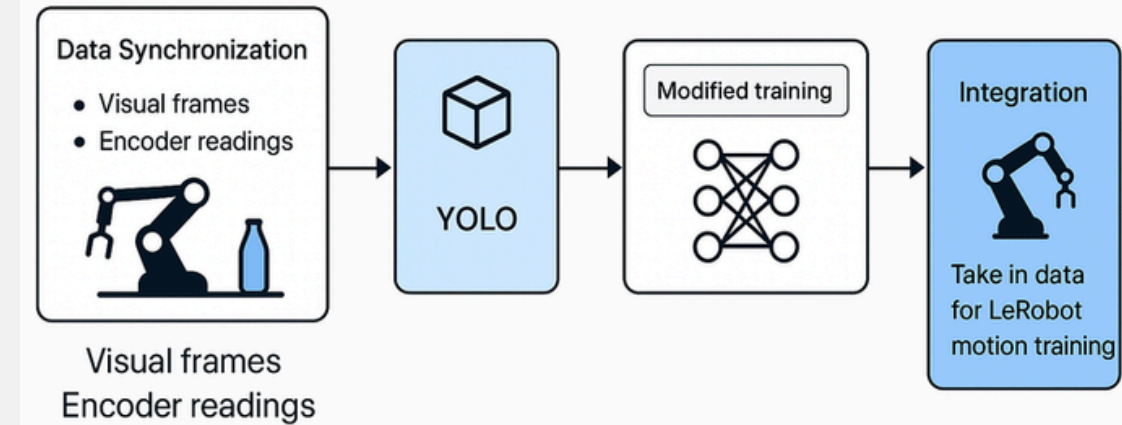 Data Synchronization
• Visual frames
• Encoder readings
Visual frames
Encoder readings
YOLO
Modified training
Integration
Take in data
for LeRobot
motion training